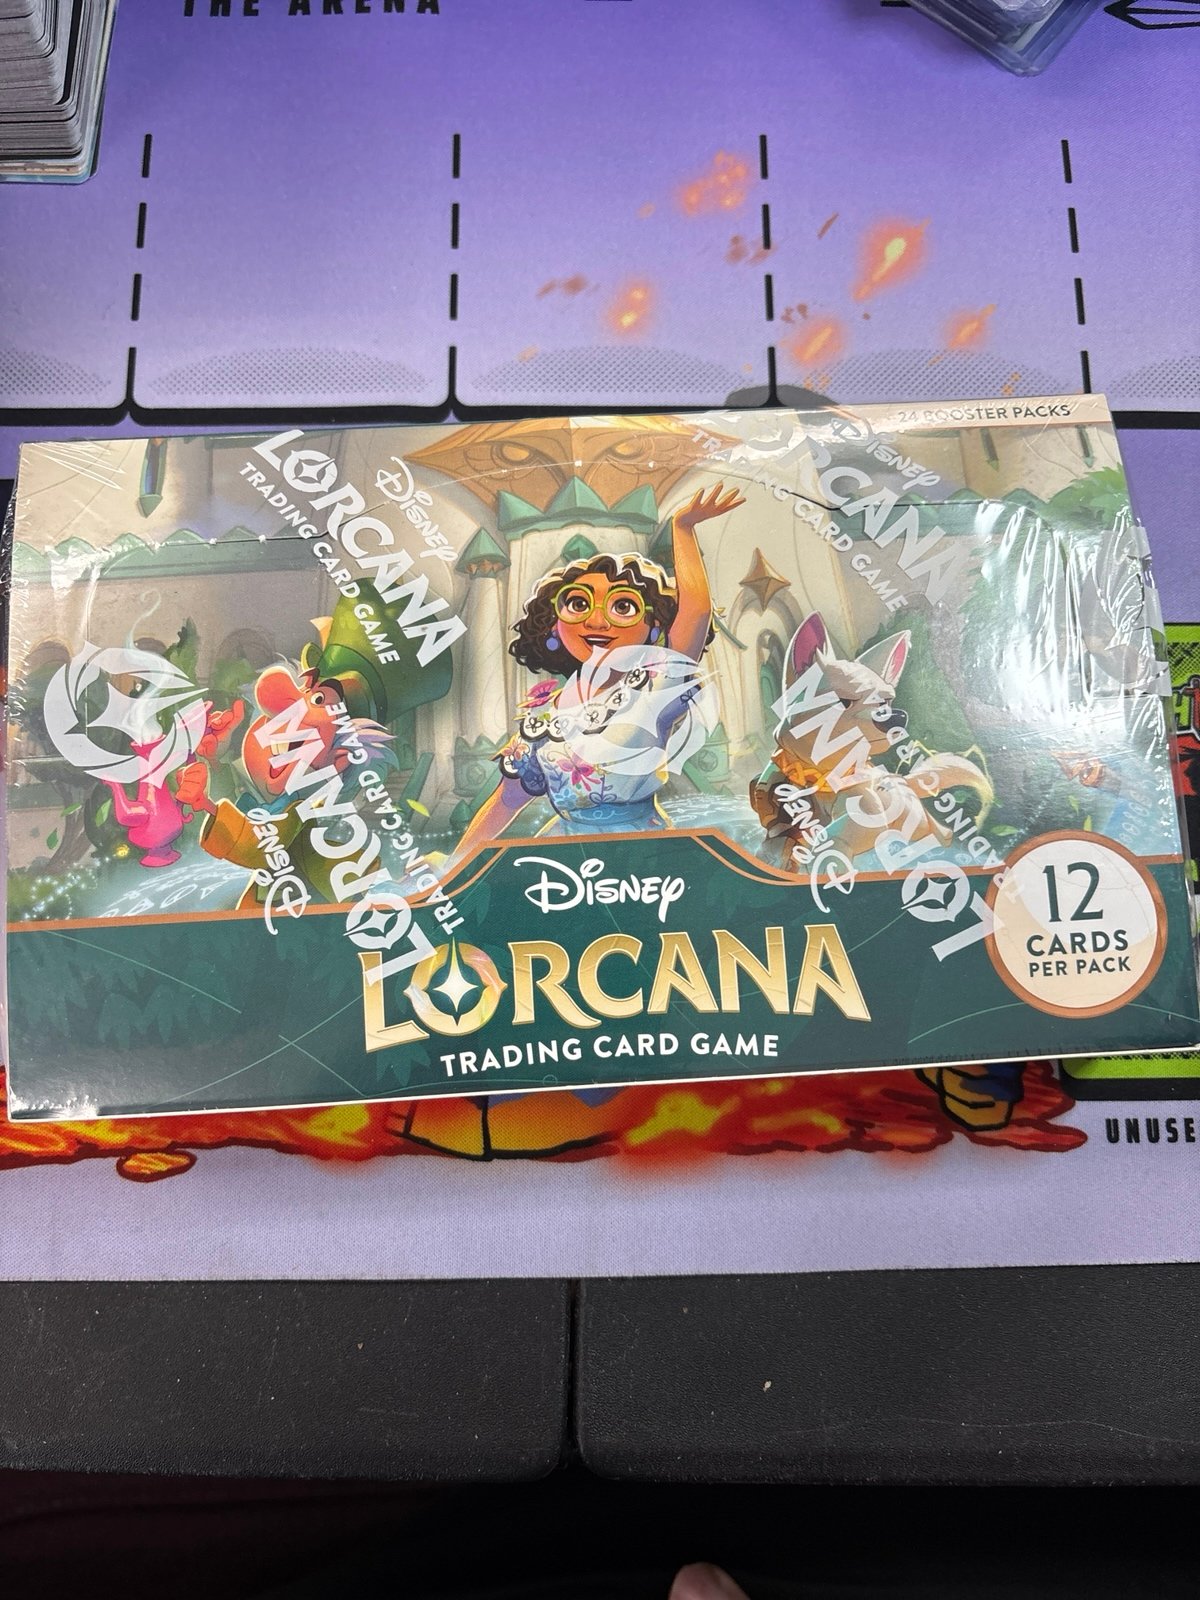 THE ARENA
24 BOOSTER PACKS
DISNEY
LORCANA
TRADING CARD GAME
DISNEY
LORCANA
TRADING CARD GAME
DISNEY
LORCANA
TRADING CARD GAME
DISNEY
LORCANA
TRADING CARD GAME
DISNEY
LORCANA
TRADING CARD GAME
12
CARDS
PER PACK
UNUSE